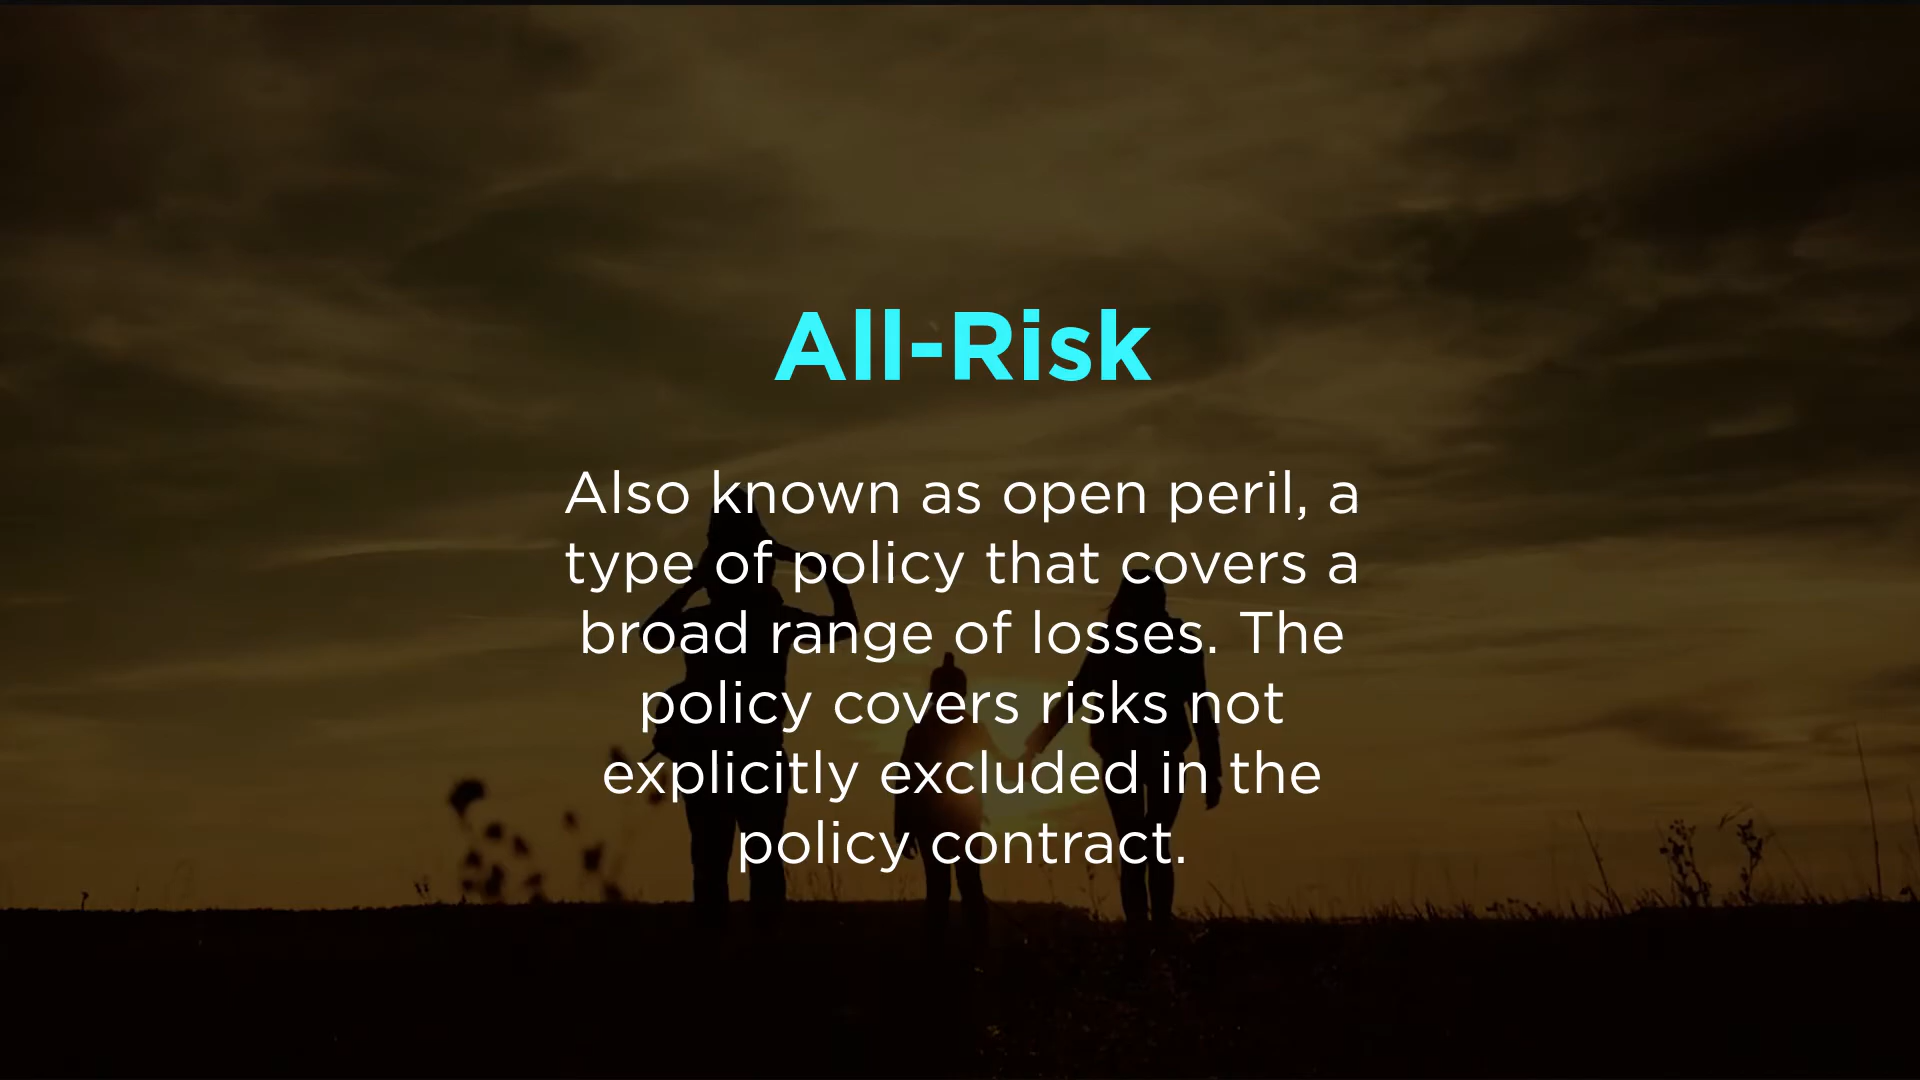 All-Risk
Also known as open peril, a
type of policy that covers a
broad range of losses. The
policy covers risks not
explicitly excluded in the
policy contract.